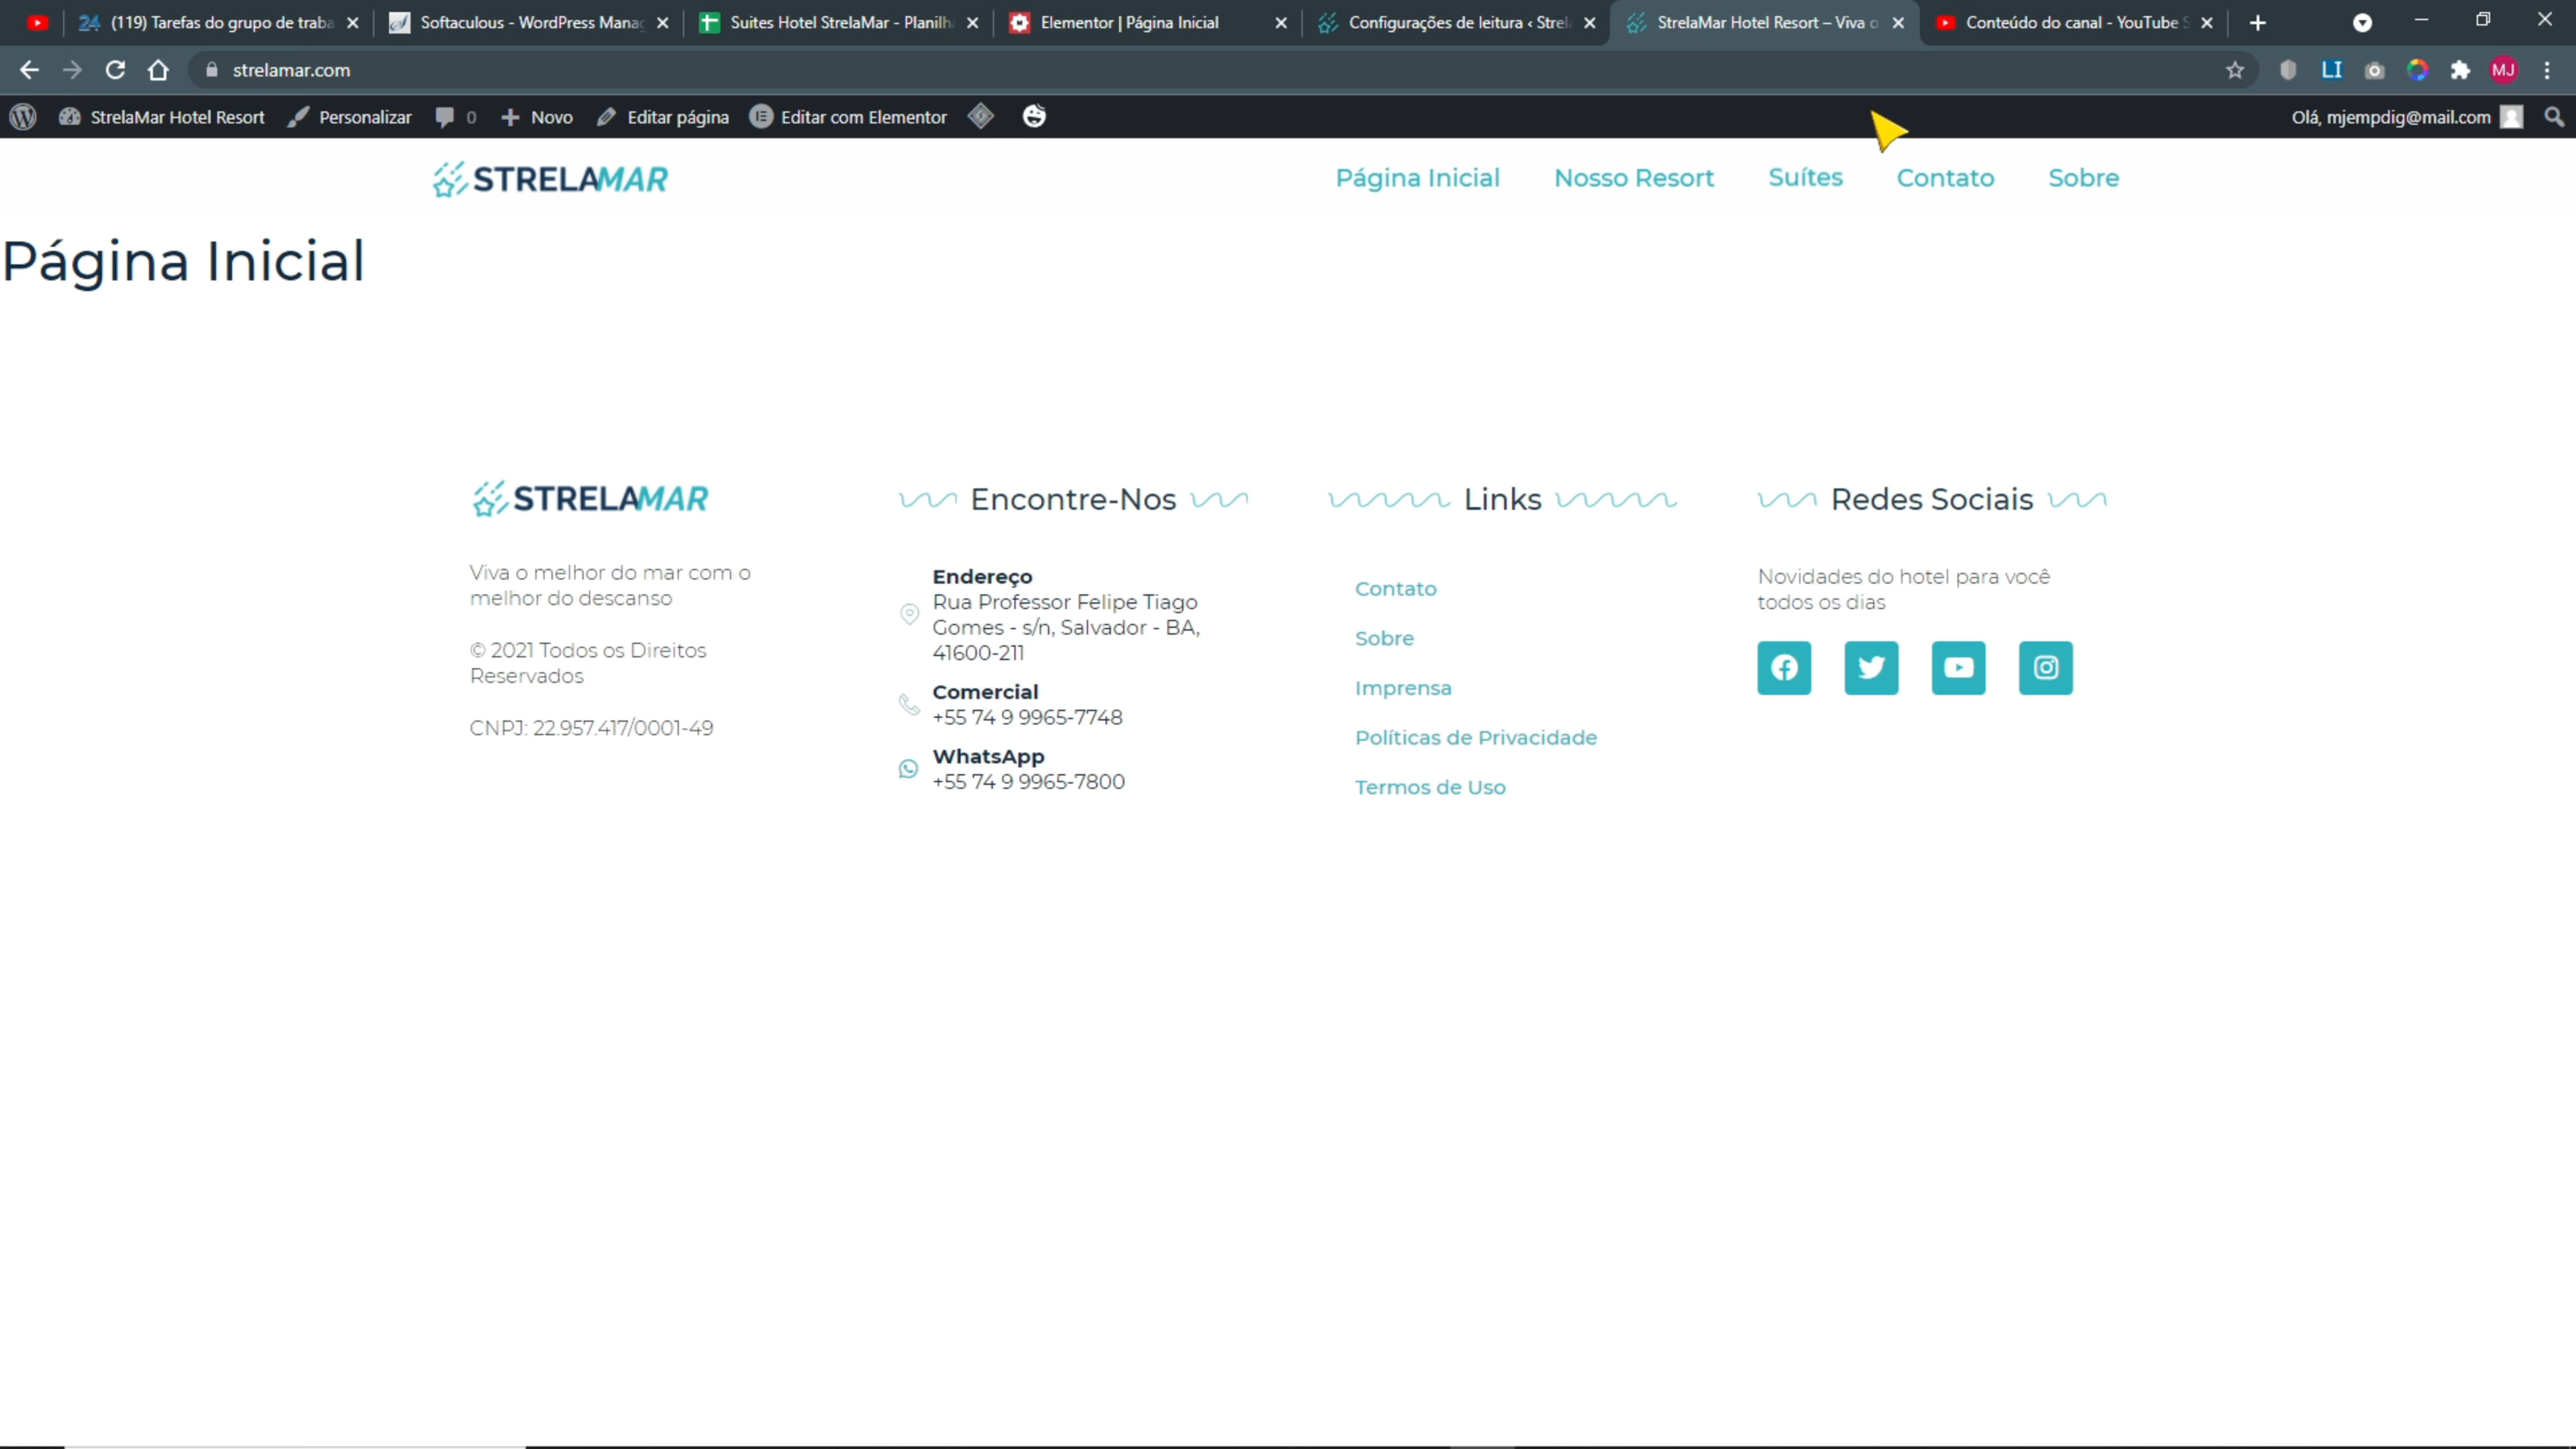 24 (119) Tarefas do grupo de traba
Softaculous - WordPress Manag
Suites Hotel StrelaMar - Planilh
Elementor | Página Inicial
Configurações de leitura ‹ Strel
StrelaMar Hotel Resort – Viva o
Conteúdo do canal - YouTube S
strelamar.com
LI
MJ
StrelaMar Hotel Resort
Personalizar
0
Novo
Editar página
Editar com Elementor
Olá, mjempdig@mail.com
STRELAMAR
Página Inicial
Nosso Resort
Suítes
Contato
Sobre
Página Inicial
STRELAMAR
Viva o melhor do mar com o
melhor do descanso
© 2021 Todos os Direitos
Reservados
CNPJ: 22.957.417/0001-49
Encontre-Nos
Endereço
Rua Professor Felipe Tiago
Gomes - s/n, Salvador - BA,
41600-211
Comercial
+55 74 9 9965-7748
WhatsApp
+55 74 9 9965-7800
Links
Contato
Sobre
Imprensa
Políticas de Privacidade
Termos de Uso
Redes Sociais
Novidades do hotel para você
todos os dias